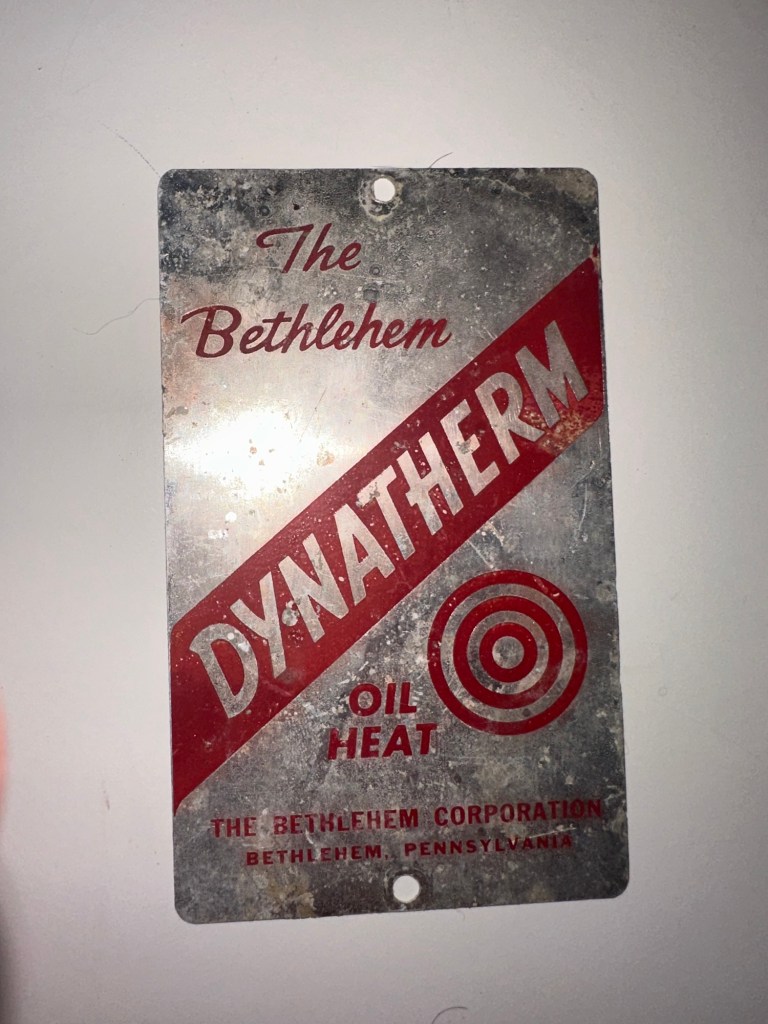 The
Bethlehem
DYNATHERM
OIL
HEAT
THE BETHLEHEM CORPORATION
BETHLEHEM, PENNSYLVANIA